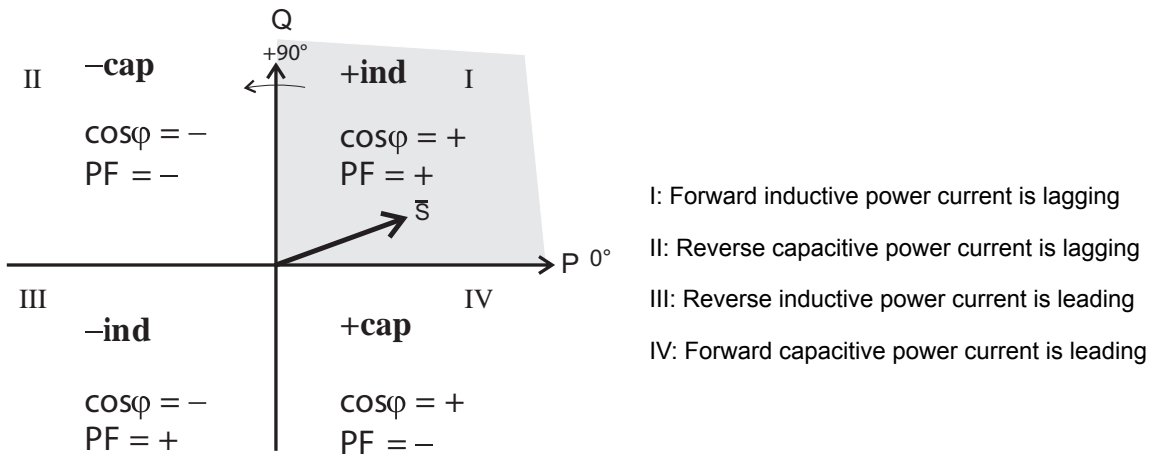 Q
+90°
II
–cap
cosφ = –
PF = –
+ind
I
cosφ = +
PF = +
S̅
P 0°
III
–ind
cosφ = –
PF = +
IV
+cap
cosφ = +
PF = –
I: Forward inductive power current is lagging
II: Reverse capacitive power current is lagging
III: Reverse inductive power current is leading
IV: Forward capacitive power current is leading